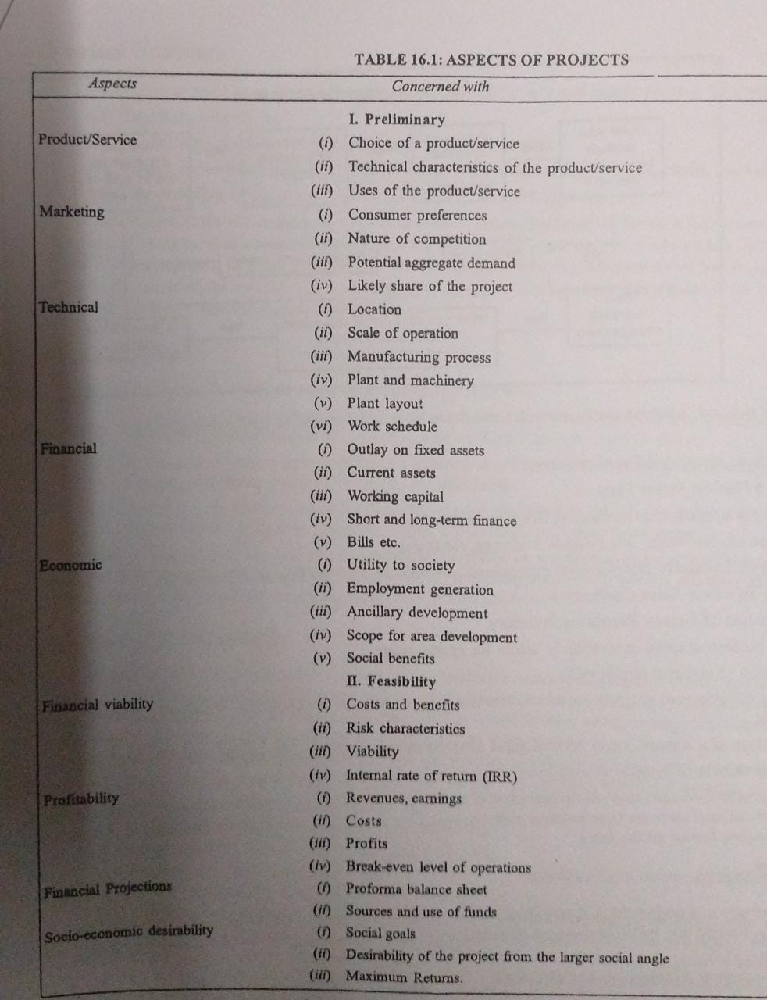 TABLE 16.1: ASPECTS OF PROJECTS
Aspects Concerned with
I. Preliminary
Product/Service (i) Choice of a product/service
(ii) Technical characteristics of the product/service
(iii) Uses of the product/service
Marketing (i) Consumer preferences
(ii) Nature of competition
(iii) Potential aggregate demand
(iv) Likely share of the project
Technical (i) Location
(ii) Scale of operation
(iii) Manufacturing process
(iv) Plant and machinery
(v) Plant layout
(vi) Work schedule
Financial (i) Outlay on fixed assets
(ii) Current assets
(iii) Working capital
(iv) Short and long-term finance
(v) Bills etc.
Economic (i) Utility to society
(ii) Employment generation
(iii) Ancillary development
(iv) Scope for area development
(v) Social benefits
II. Feasibility
Financial viability (i) Costs and benefits
(ii) Risk characteristics
(iii) Viability
(iv) Internal rate of return (IRR)
Profitability (i) Revenues, earnings
(ii) Costs
(iii) Profits
(iv) Break-even level of operations
Financial Projections (i) Proforma balance sheet
(ii) Sources and use of funds
Socio-economic desirability (i) Social goals
(ii) Desirability of the project from the larger social angle
(iii) Maximum Returns.